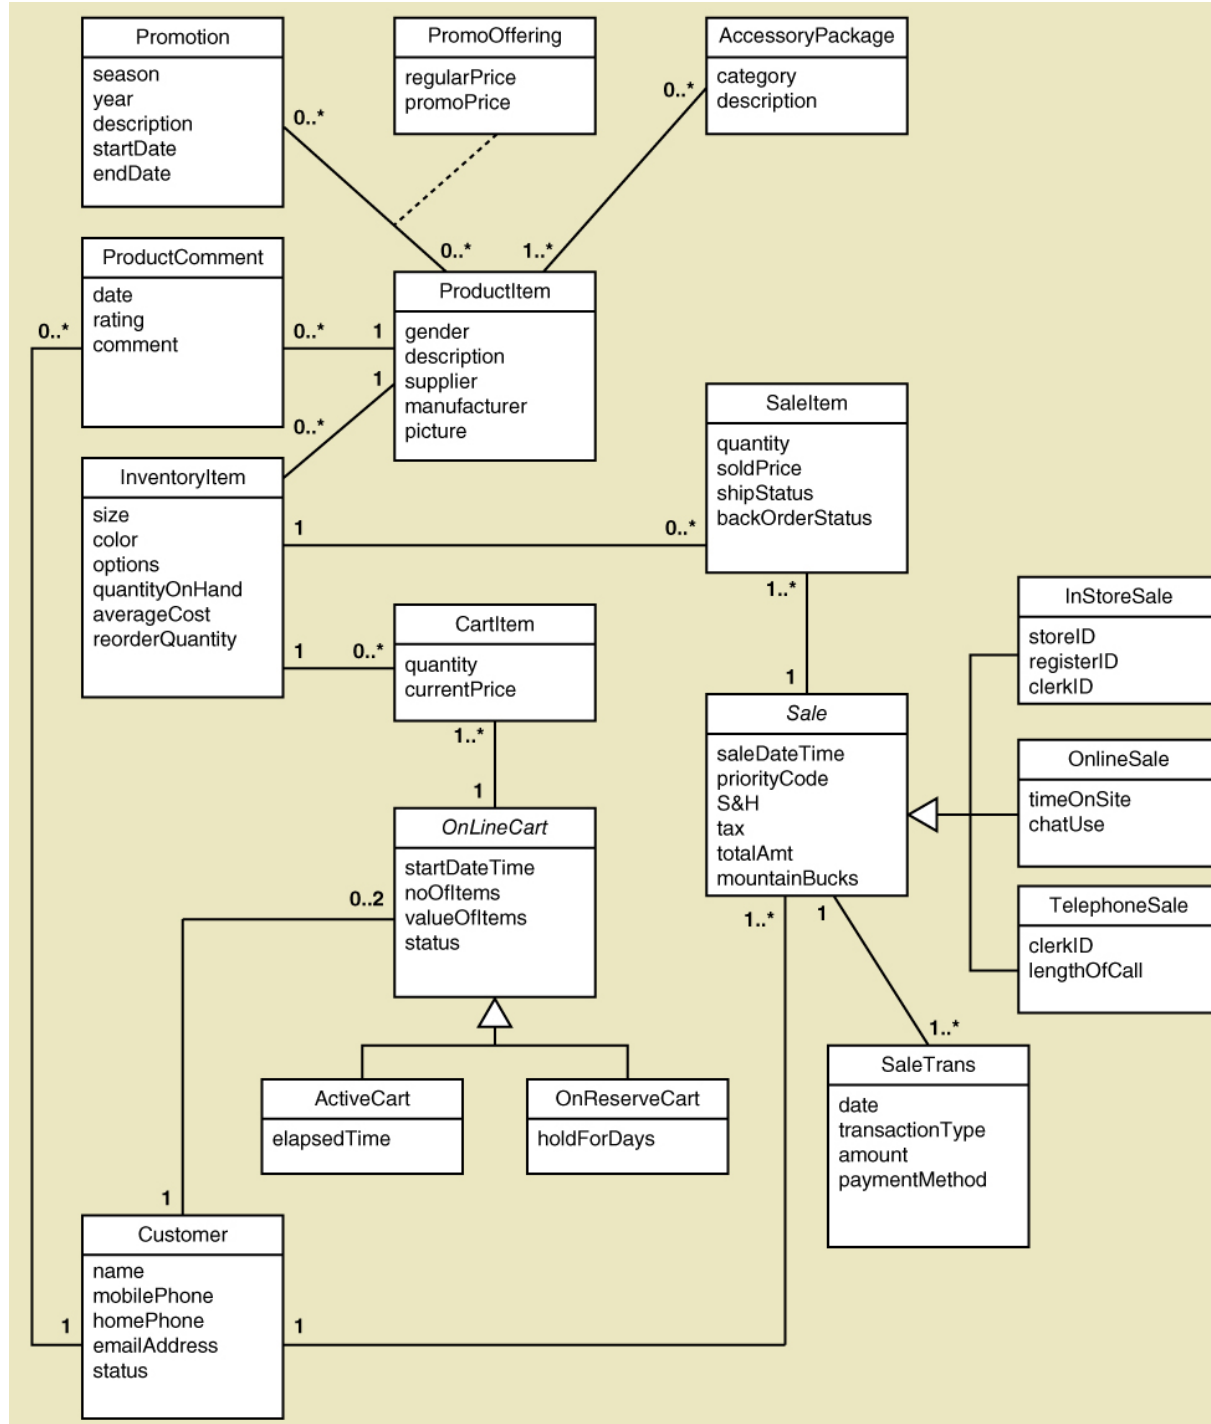 Promotion
season
year
description
startDate
endDate
PromoOffering
regularPrice
promoPrice
AccessoryPackage
category
description
0..*
0..*
0..*
1..*
ProductComment
date
rating
comment
0..*
0..*
1
ProductItem
gender
description
supplier
manufacturer
picture
1
0..*
InventoryItem
size
color
options
quantityOnHand
averageCost
reorderQuantity
1
0..*
SaleItem
quantity
soldPrice
shipStatus
backOrderStatus
1..*
1
1
0..*
CartItem
quantity
currentPrice
1..*
1
OnLineCart
startDateTime
noOfItems
valueOfItems
status
0..2
Sale
saleDateTime
priorityCode
S&H
tax
totalAmt
mountainBucks
1..*
1
InStoreSale
storeID
registerID
clerkID
OnlineSale
timeOnSite
chatUse
TelephoneSale
clerkID
lengthOfCall
1..*
SaleTrans
date
transactionType
amount
paymentMethod
ActiveCart
elapsedTime
OnReserveCart
holdForDays
1
Customer
name
mobilePhone
homePhone
emailAddress
status
1
1